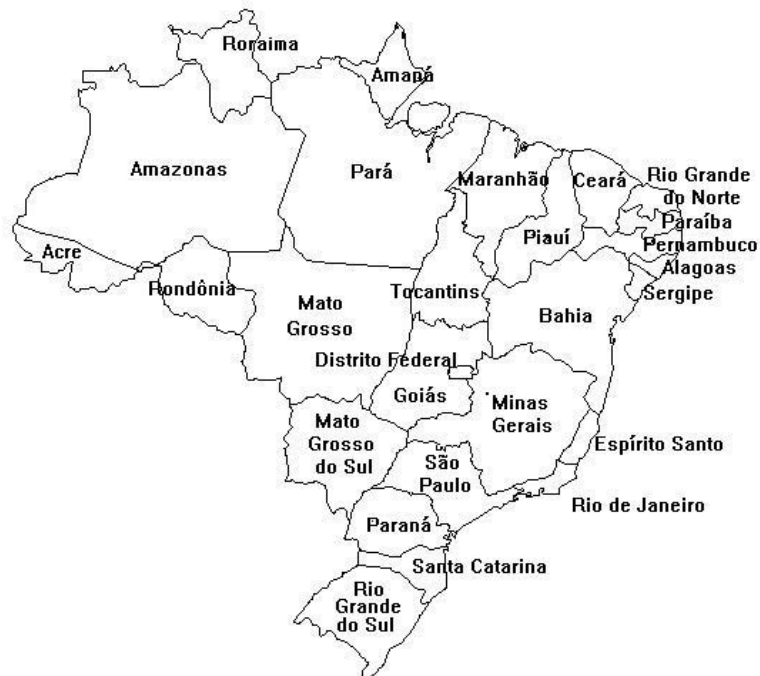 Roraima
Amapá
Amazonas
Pará
Maranhão
Ceará
Rio Grande
do Norte
Paraíba
Pernambuco
Alagoas
Sergipe
Piauí
Acre
Rondônia
Tocantins
Mato
Grosso
Bahia
Distrito Federal
Goiás
Minas
Gerais
Mato
Grosso
do Sul
Espírito Santo
São
Paulo
Rio de Janeiro
Paraná
Santa Catarina
Rio
Grande
do Sul